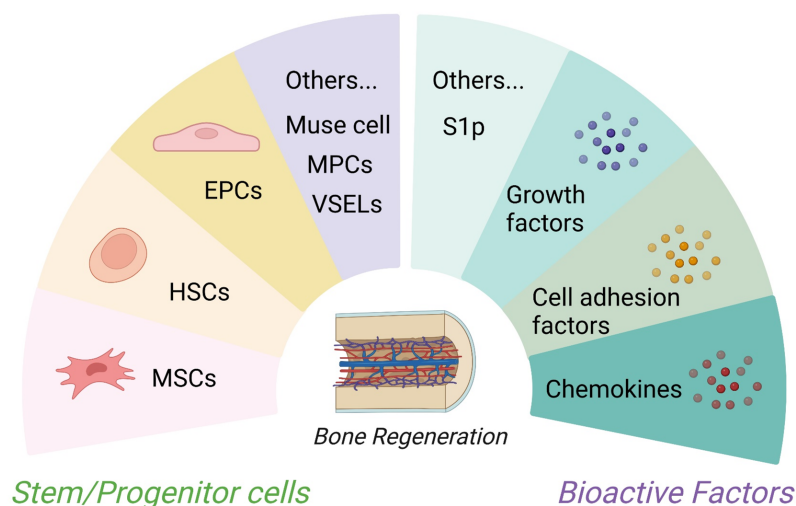 Others...
Muse cell
MPCs
VSELs
EPCs
HSCs
MSCs
Others...
S1p
Growth
factors
Cell adhesion
factors
Chemokines
Bone Regeneration
Stem/Progenitor cells
Bioactive Factors